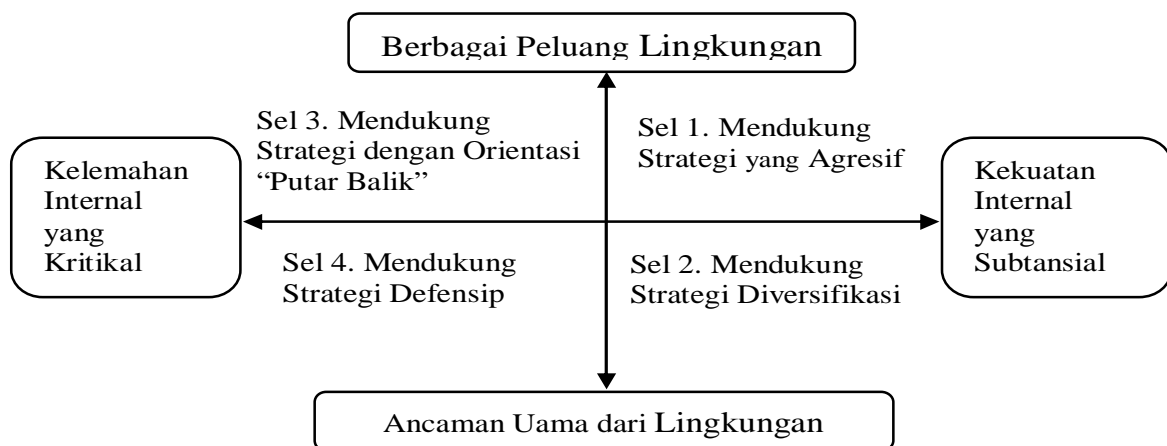 Berbagai Peluang Lingkungan
Sel 3. Mendukung
Strategi dengan Orientasi
“Putar Balik”
Sel 1. Mendukung
Strategi yang Agresif
Kelemahan
Internal
yang
Kritikal
Kekuatan
Internal
yang
Subtansial
Sel 4. Mendukung
Strategi Defensip
Sel 2. Mendukung
Strategi Diversifikasi
Ancaman Uama dari Lingkungan